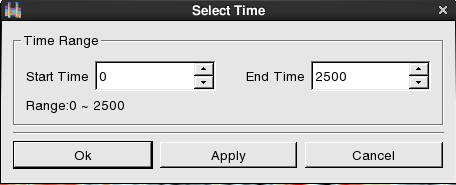 Select Time
Time Range
Start Time 0 End Time 2500
Range:0 ~ 2500
Ok Apply Cancel